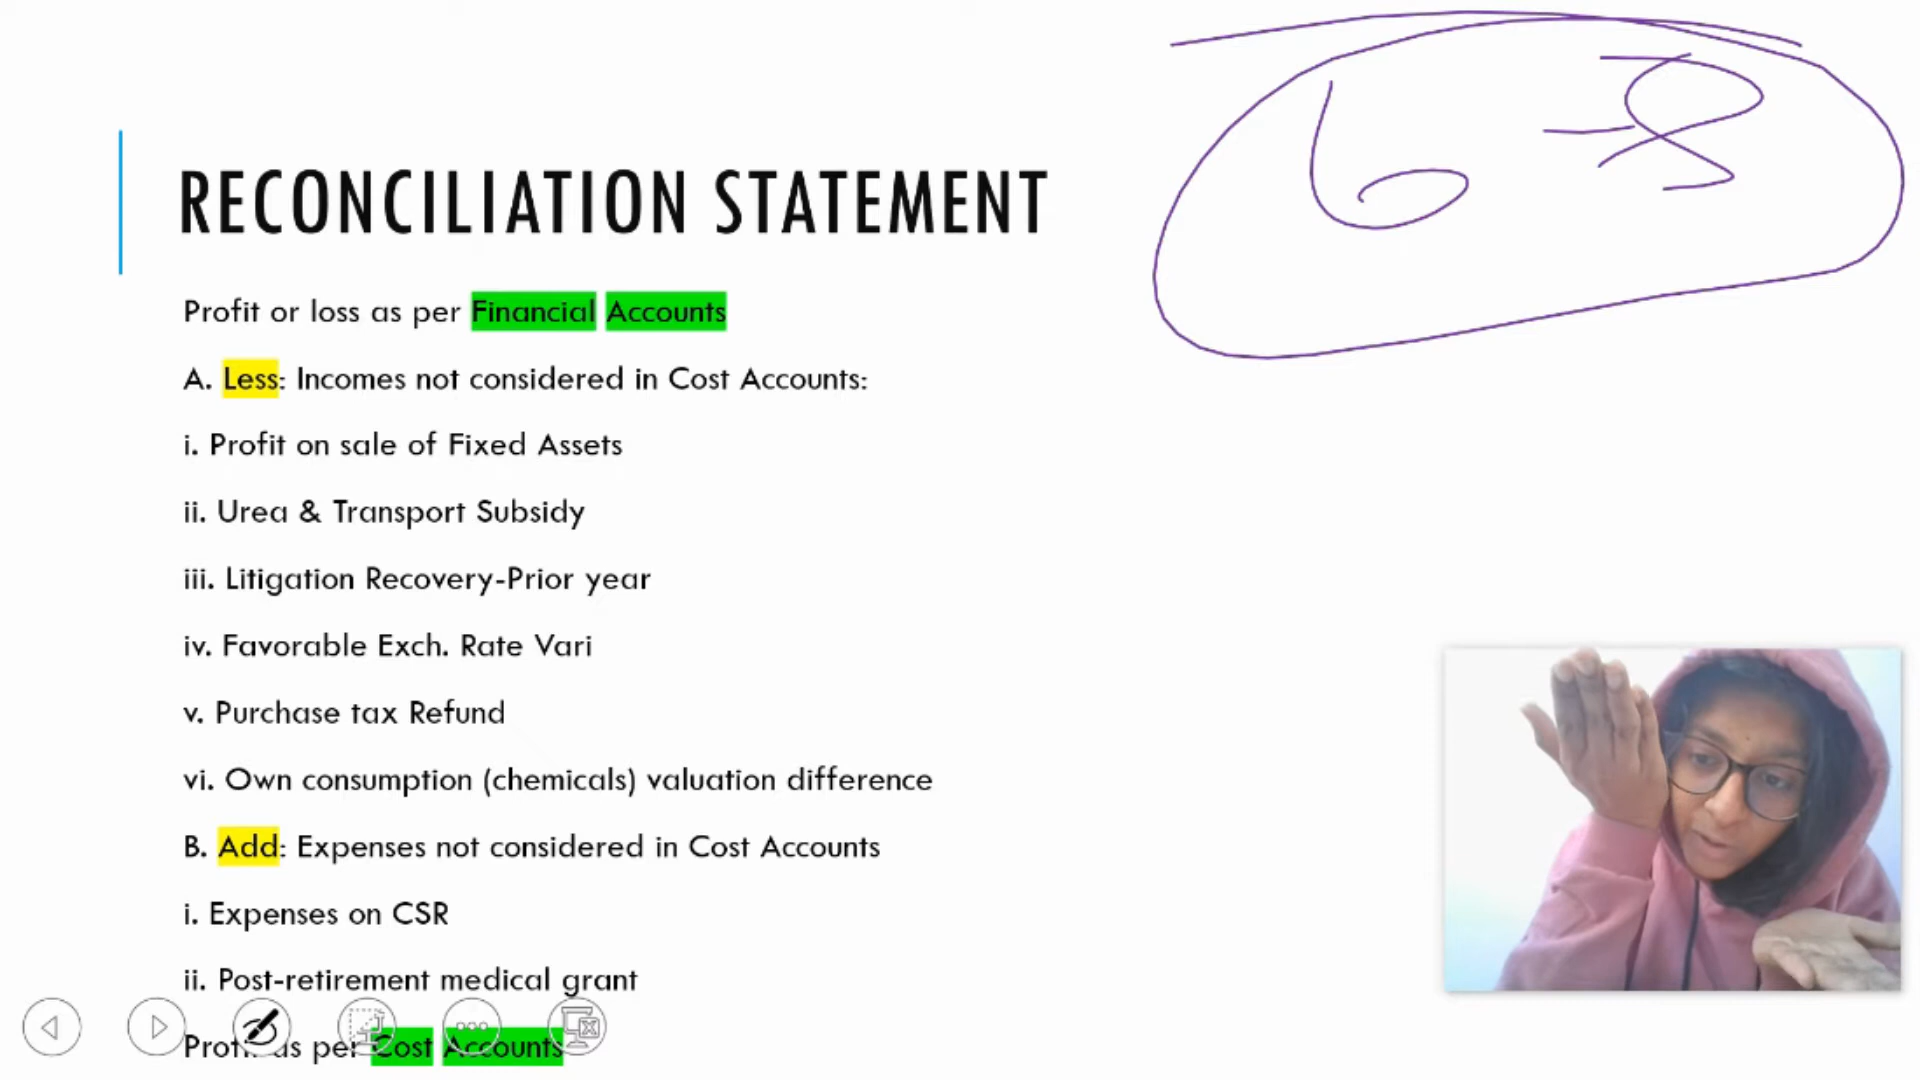 RECONCILIATION STATEMENT
6 ₹
Profit or loss as per Financial Accounts
A. Less: Incomes not considered in Cost Accounts:
i. Profit on sale of Fixed Assets
ii. Urea & Transport Subsidy
iii. Litigation Recovery-Prior year
iv. Favorable Exch. Rate Vari
v. Purchase tax Refund
vi. Own consumption (chemicals) valuation difference
B. Add: Expenses not considered in Cost Accounts
i. Expenses on CSR
ii. Post-retirement medical grant
Profit as per Cost Accounts